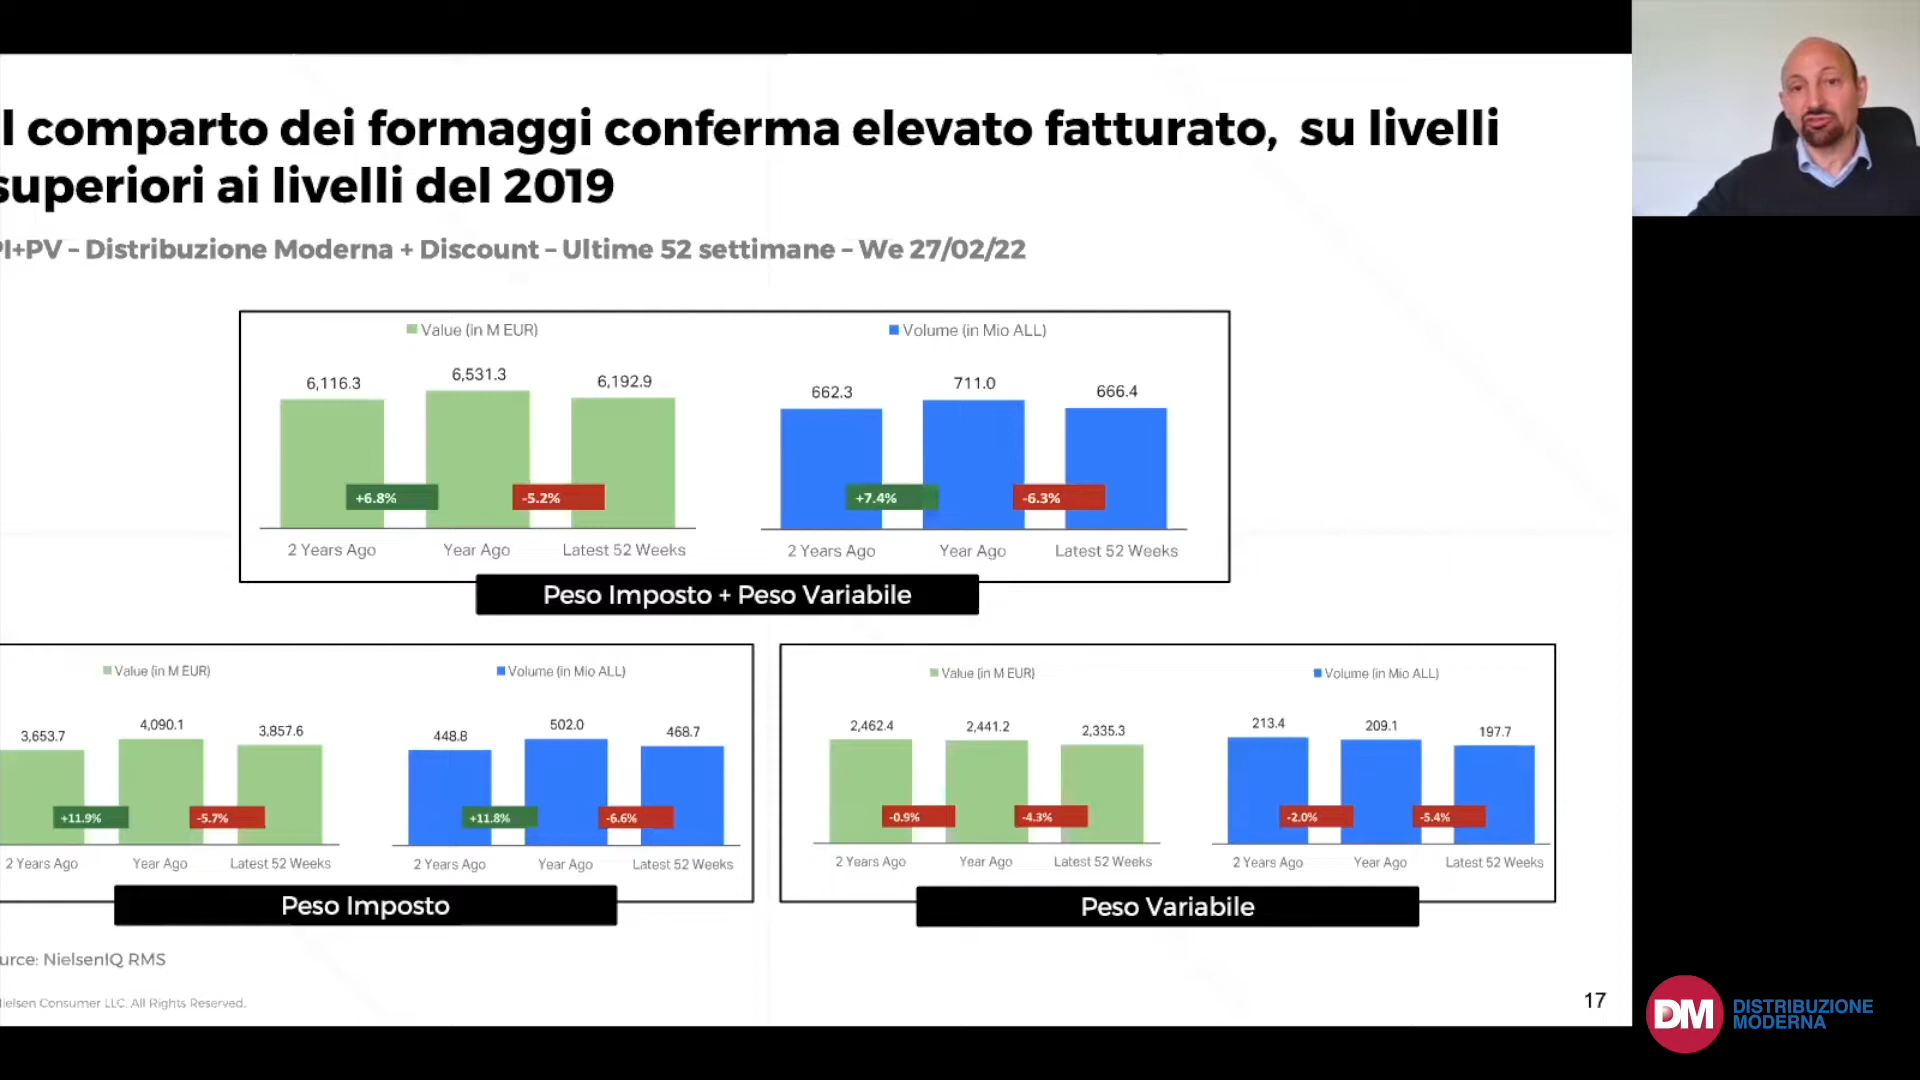 l comparto dei formaggi conferma elevato fatturato, su livelli
superiori ai livelli del 2019
PI+PV – Distribuzione Moderna + Discount – Ultime 52 settimane – We 27/02/22
Value (in M EUR)
6,116.3
6,531.3
6,192.9
+6.8%
-5.2%
2 Years Ago
Year Ago
Latest 52 Weeks
Volume (in Mio ALL)
662.3
711.0
666.4
+7.4%
-6.3%
2 Years Ago
Year Ago
Latest 52 Weeks
Peso Imposto + Peso Variabile
Value (in M EUR)
3,653.7
4,090.1
3,857.6
+11.9%
-5.7%
2 Years Ago
Year Ago
Latest 52 Weeks
Volume (in Mio ALL)
448.8
502.0
468.7
+11.8%
-6.6%
2 Years Ago
Year Ago
Latest 52 Weeks
Peso Imposto
Value (in M EUR)
2,462.4
2,441.2
2,335.3
-0.9%
-4.3%
2 Years Ago
Year Ago
Latest 52 Weeks
Volume (in Mio ALL)
213.4
209.1
197.7
-2.0%
-5.4%
2 Years Ago
Year Ago
Latest 52 Weeks
Peso Variabile
urce: NielsenIQ RMS
ielsen Consumer LLC. All Rights Reserved.
17
DM
DISTRIBUZIONE
MODERNA